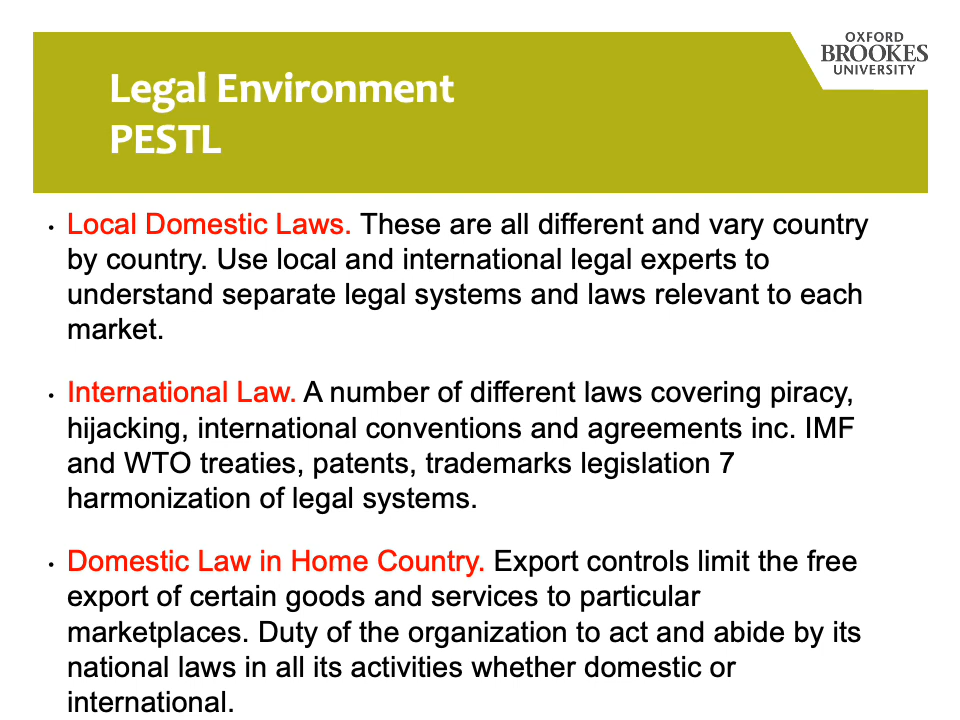 OXFORD
BROOKES
UNIVERSITY
Legal Environment
PESTL
• Local Domestic Laws. These are all different and vary country
by country. Use local and international legal experts to
understand separate legal systems and laws relevant to each
market.
• International Law. A number of different laws covering piracy,
hijacking, international conventions and agreements inc. IMF
and WTO treaties, patents, trademarks legislation 7
harmonization of legal systems.
• Domestic Law in Home Country. Export controls limit the free
export of certain goods and services to particular
marketplaces. Duty of the organization to act and abide by its
national laws in all its activities whether domestic or
international.